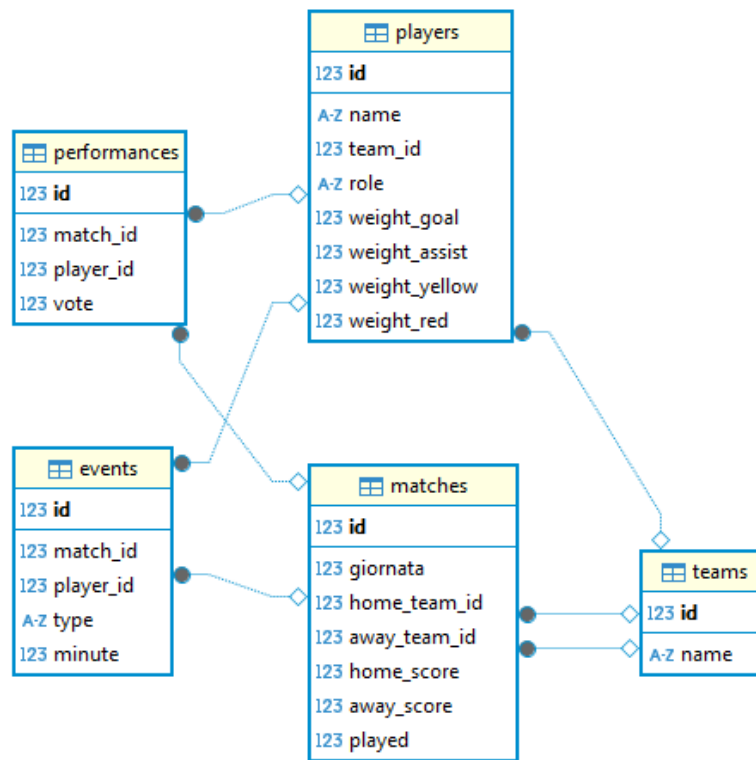 players
123 id
A-Z name
123 team_id
A-Z role
123 weight_goal
123 weight_assist
123 weight_yellow
123 weight_red
performances
123 id
123 match_id
123 player_id
123 vote
events
123 id
123 match_id
123 player_id
A-Z type
123 minute
matches
123 id
123 giornata
123 home_team_id
123 away_team_id
123 home_score
123 away_score
123 played
teams
123 id
A-Z name